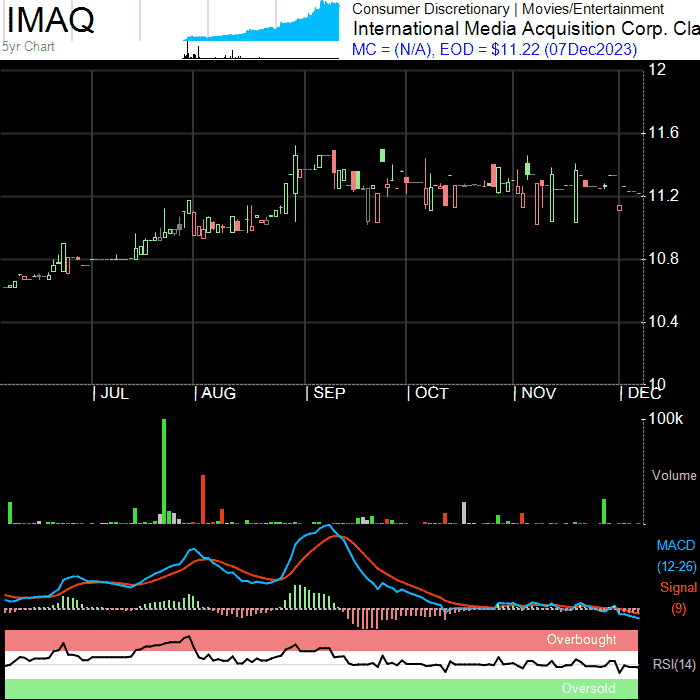 IMAQ
5yr Chart
Consumer Discretionary | Movies/Entertainment
International Media Acquisition Corp. Cla
MC = (N/A), EOD = $11.22 (07Dec2023)
12
11.6
11.2
10.8
10.4
10
| JUL | AUG | SEP | OCT | NOV | DEC
100k
Volume
MACD
(12-26)
Signal
(9)
Overbought
RSI(14)
Oversold